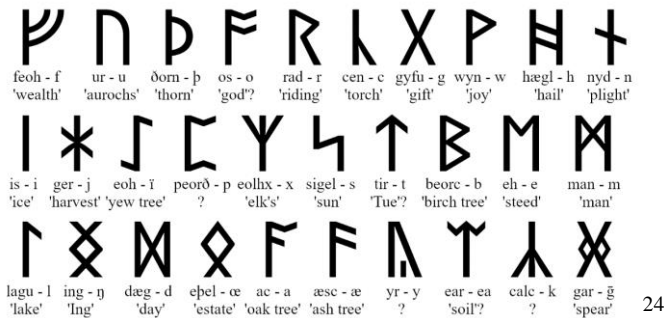 ᚠ ᚢ ᚦ ᚩ ᚱ ᚳ ᚷ ᚹ ᚻ ᚾ
feoh - f ur - u ðorn - þ os - o rad - r cen - c gyfu - g wyn - w hægl - h nyd - n
'wealth' 'aurochs' 'thorn' 'god'? 'riding' 'torch' 'gift' 'joy' 'hail' 'plight'
ᛁ ᛡ ᛇ ᛈ ᛉ ᛋ ᛏ ᛒ ᛖ ᛗ
is - i ger - j eoh - ï peorð - p eolhx - x sigel - s tir - t beorc - b eh - e man - m
'ice' 'harvest' 'yew tree' ? 'elk's' 'sun' 'Tue'? 'birch tree' 'steed' 'man'
ᛚ ᛝ ᛞ ᛟ ᚪ ᚫ ᚣ ᛠ ᛣ ᚸ
lagu - l ing - ŋ dæg - d eþel - œ ac - a æsc - æ yr - y ear - ea calc - k gar - ḡ
'lake' 'Ing' 'day' 'estate' 'oak tree' 'ash tree' ? 'soil'? ? 'spear' 24